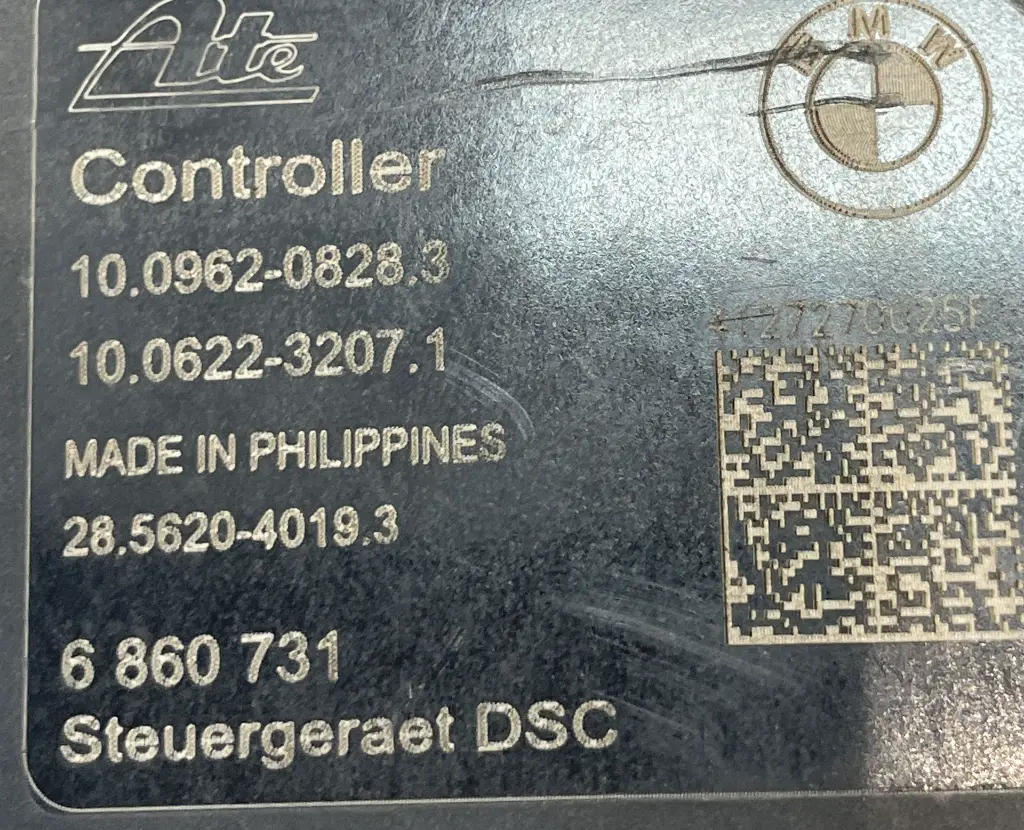 Ate
BMW
Controller
10.0962-0828.3
10.0622-3207.1
MADE IN PHILIPPINES
28.5620-4019.3
6 860 731
Steuergeraet DSC